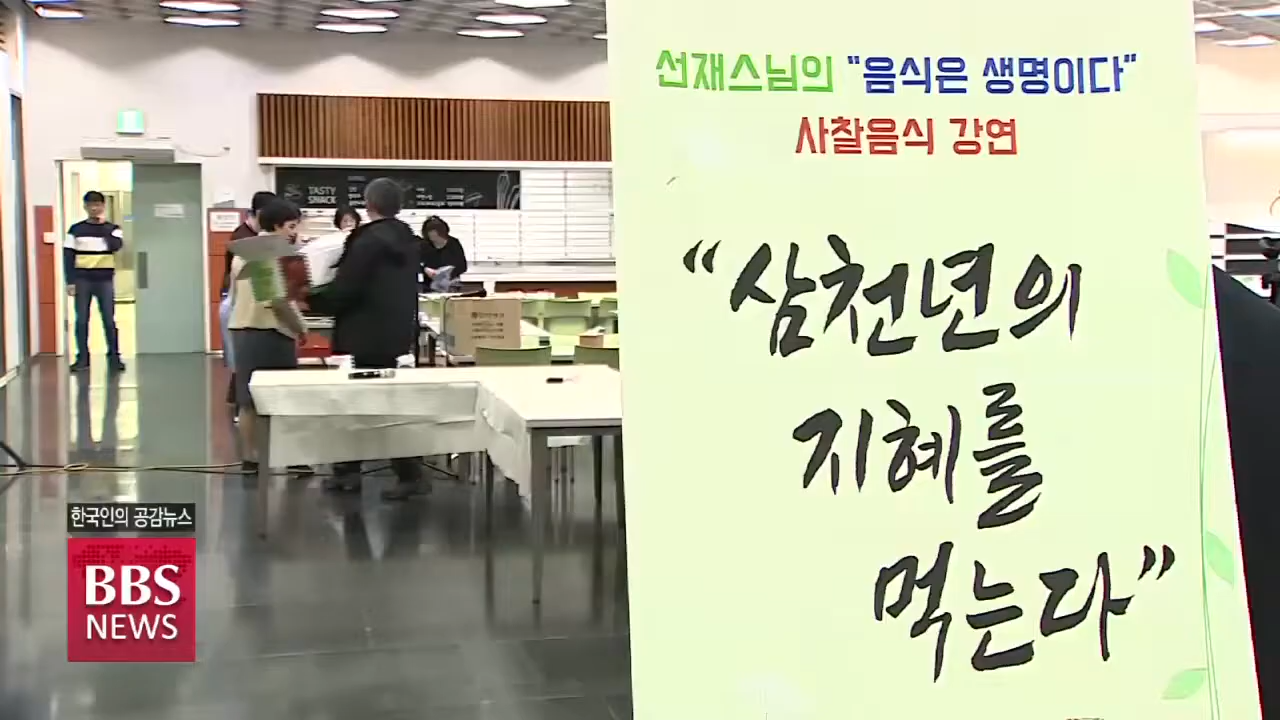 선재스님의 "음식은 생명이다"
사찰음식 강연
"삼천년의
지혜를
먹는다"
TASTY
SNACK
한국인의 공감뉴스
BBS
NEWS